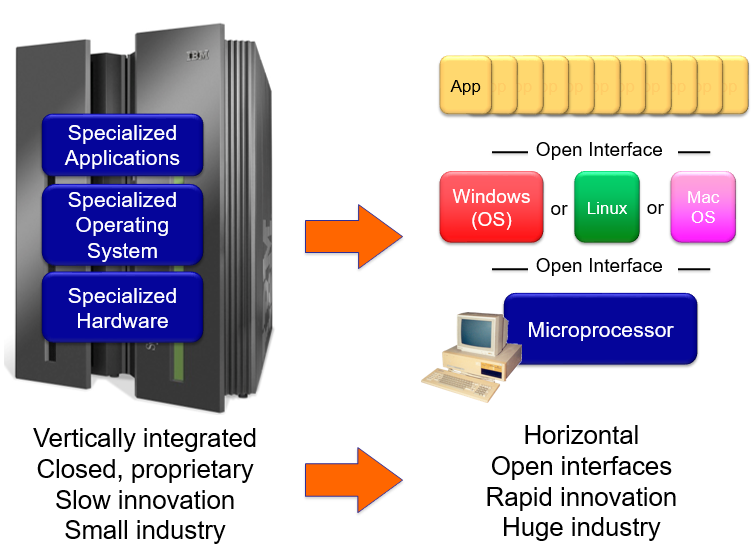 IBM
Specialized
Applications
Specialized
Operating
System
Specialized
Hardware
Vertically integrated
Closed, proprietary
Slow innovation
Small industry
App
Open Interface
Windows
(OS)
or
Linux
or
Mac
OS
Open Interface
Microprocessor
Horizontal
Open interfaces
Rapid innovation
Huge industry